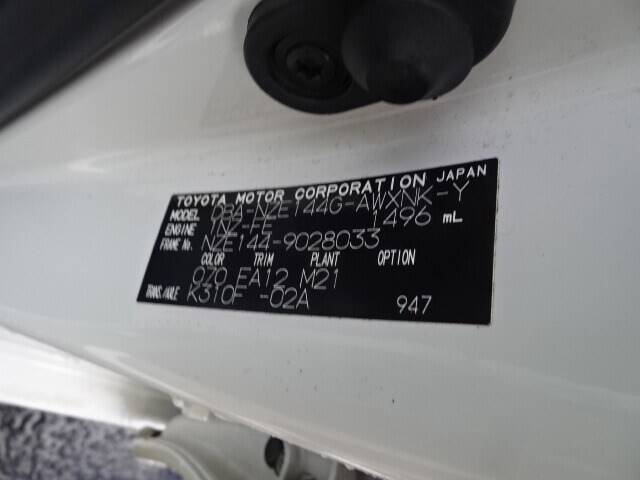 TOYOTA MOTOR CORPORATION JAPAN
MODEL DBA-NZE144G-AWXNK-Y
ENGINE 1NZ-FE 1496 mL
FRAME No. NZE144-9028033
COLOR TRIM PLANT OPTION
070 EA12 M21
TRANS./AXLE K310F -02A 947